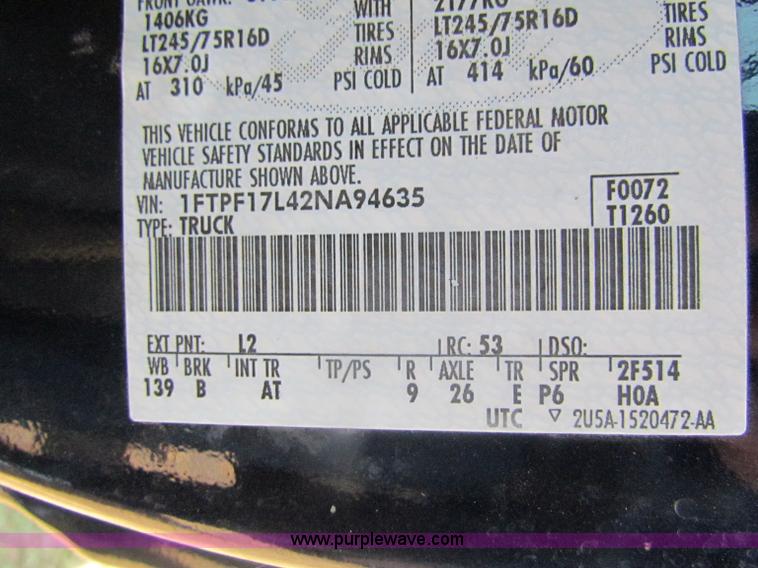 WITH
1406KG TIRES TIRES
LT245/75R16D RIMS LT245/75R16D RIMS
16X7.0J PSI COLD 16X7.0J PSI COLD
AT 310 kPa/45 AT 414 kPa/60
THIS VEHICLE CONFORMS TO ALL APPLICABLE FEDERAL MOTOR
VEHICLE SAFETY STANDARDS IN EFFECT ON THE DATE OF
MANUFACTURE SHOWN ABOVE.
VIN: 1FTPF17L42NA94635 F0072
TYPE: TRUCK T1260
EXT PNT: L2 RC: 53 DSO:
WB BRK INT TR TP/PS R AXLE TR SPR 2F514
139 B AT 9 26 E P6 HOA
UTC ▽ 2U5A-1520472-AA
www.purplewave.com